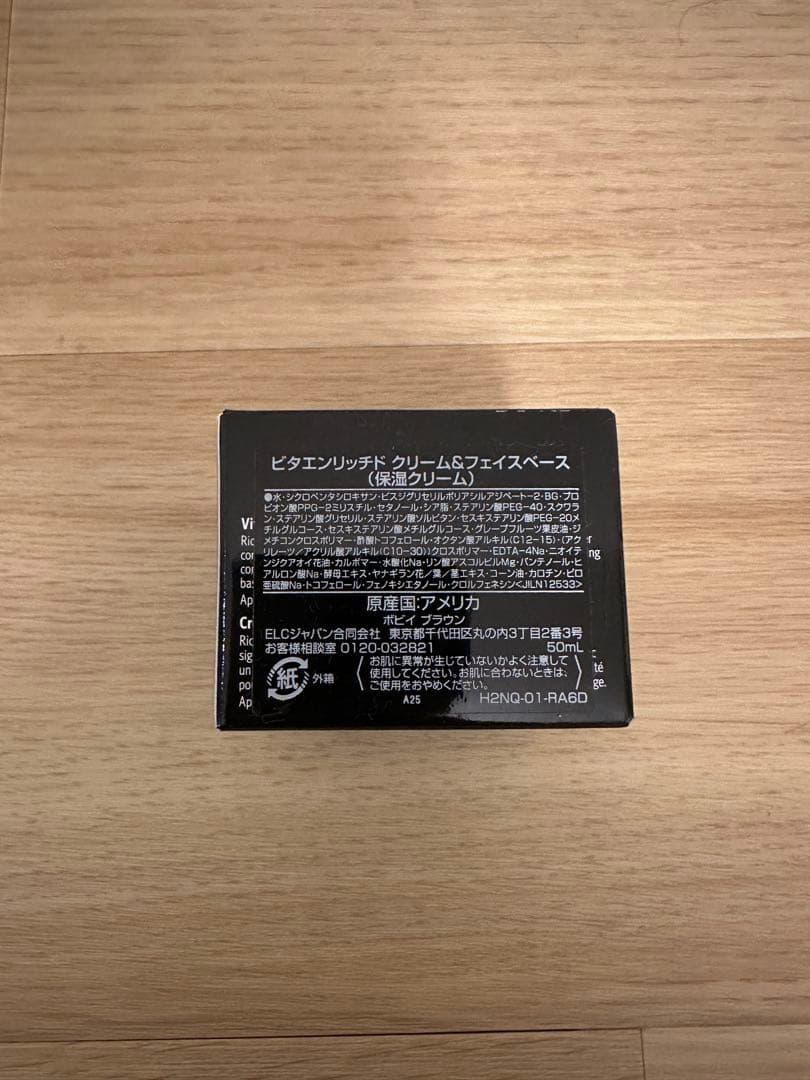 ビタエンリッチド クリーム&フェイスベース
(保湿クリーム)
●水・シクロペンタシロキサン・ビスジグリセリルポリアシルアジペート-2・BG・プロ
ピオン酸PPG-2ミリスチル・セタノール・シア脂・ステアリン酸PEG-40・スクワラ
ン・ステアリン酸グリセリル・ステアリン酸ソルビタン・セスキステアリン酸PEG-20メ
チルグルコース・セスキステアリン酸メチルグルコース・グレープフルーツ果皮油・ジ
メチコンクロスポリマー・酢酸トコフェロール・オクタン酸アルキル(C12-15)・(アク
リレーツ/アクリル酸アルキル(C10-30))クロスポリマー・EDTA-4Na・ニオイテ
ンジクアオイ花油・カルボマー・水酸化Na・リン酸アスコルビルMg・パンテノール・ヒ
アルロン酸Na・酵母エキス・ヤナギラン花/葉/茎エキス・コーン油・カロチン・ピロ
亜硫酸Na・トコフェロール・フェノキシエタノール・クロルフェネシン<JILN12533>
原産国:アメリカ
ボビイ ブラウン
ELCジャパン合同会社 東京都千代田区丸の内3丁目2番3号
お客様相談室 0120-032821 50mL
紙 外箱
お肌に異常が生じていないかよく注意して
使用してください。お肌に合わないときは、
ご使用をおやめください。
A25 H2NQ-01-RA6D